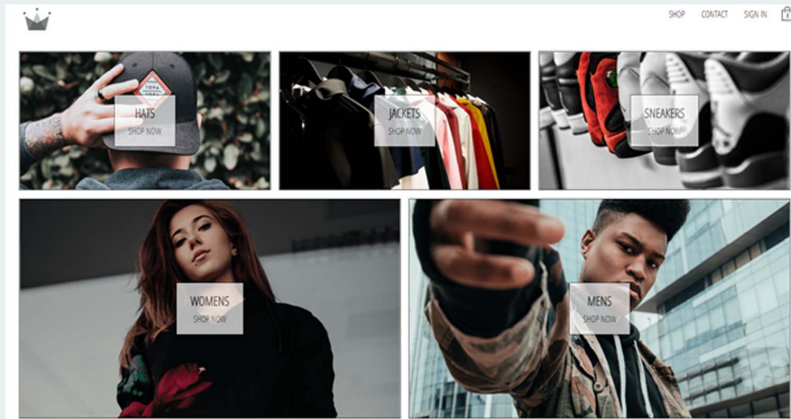 SHOP CONTACT SIGN IN
HATS
SHOP NOW
JACKETS
SHOP NOW
SNEAKERS
SHOP NOW
WOMENS
SHOP NOW
MENS
SHOP NOW